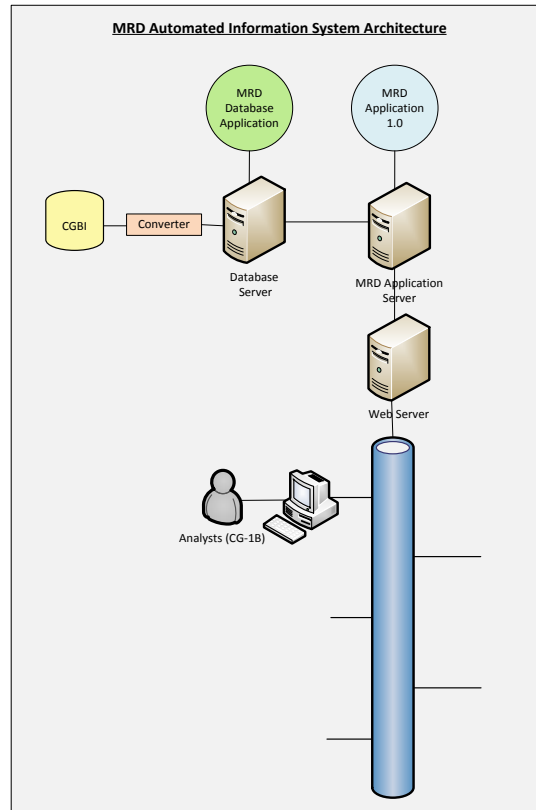 MRD Automated Information System Architecture
MRD
Database
Application
MRD
Application
1.0
CGBI
Converter
Database
Server
MRD Application
Server
Web Server
Analysts (CG-1B)